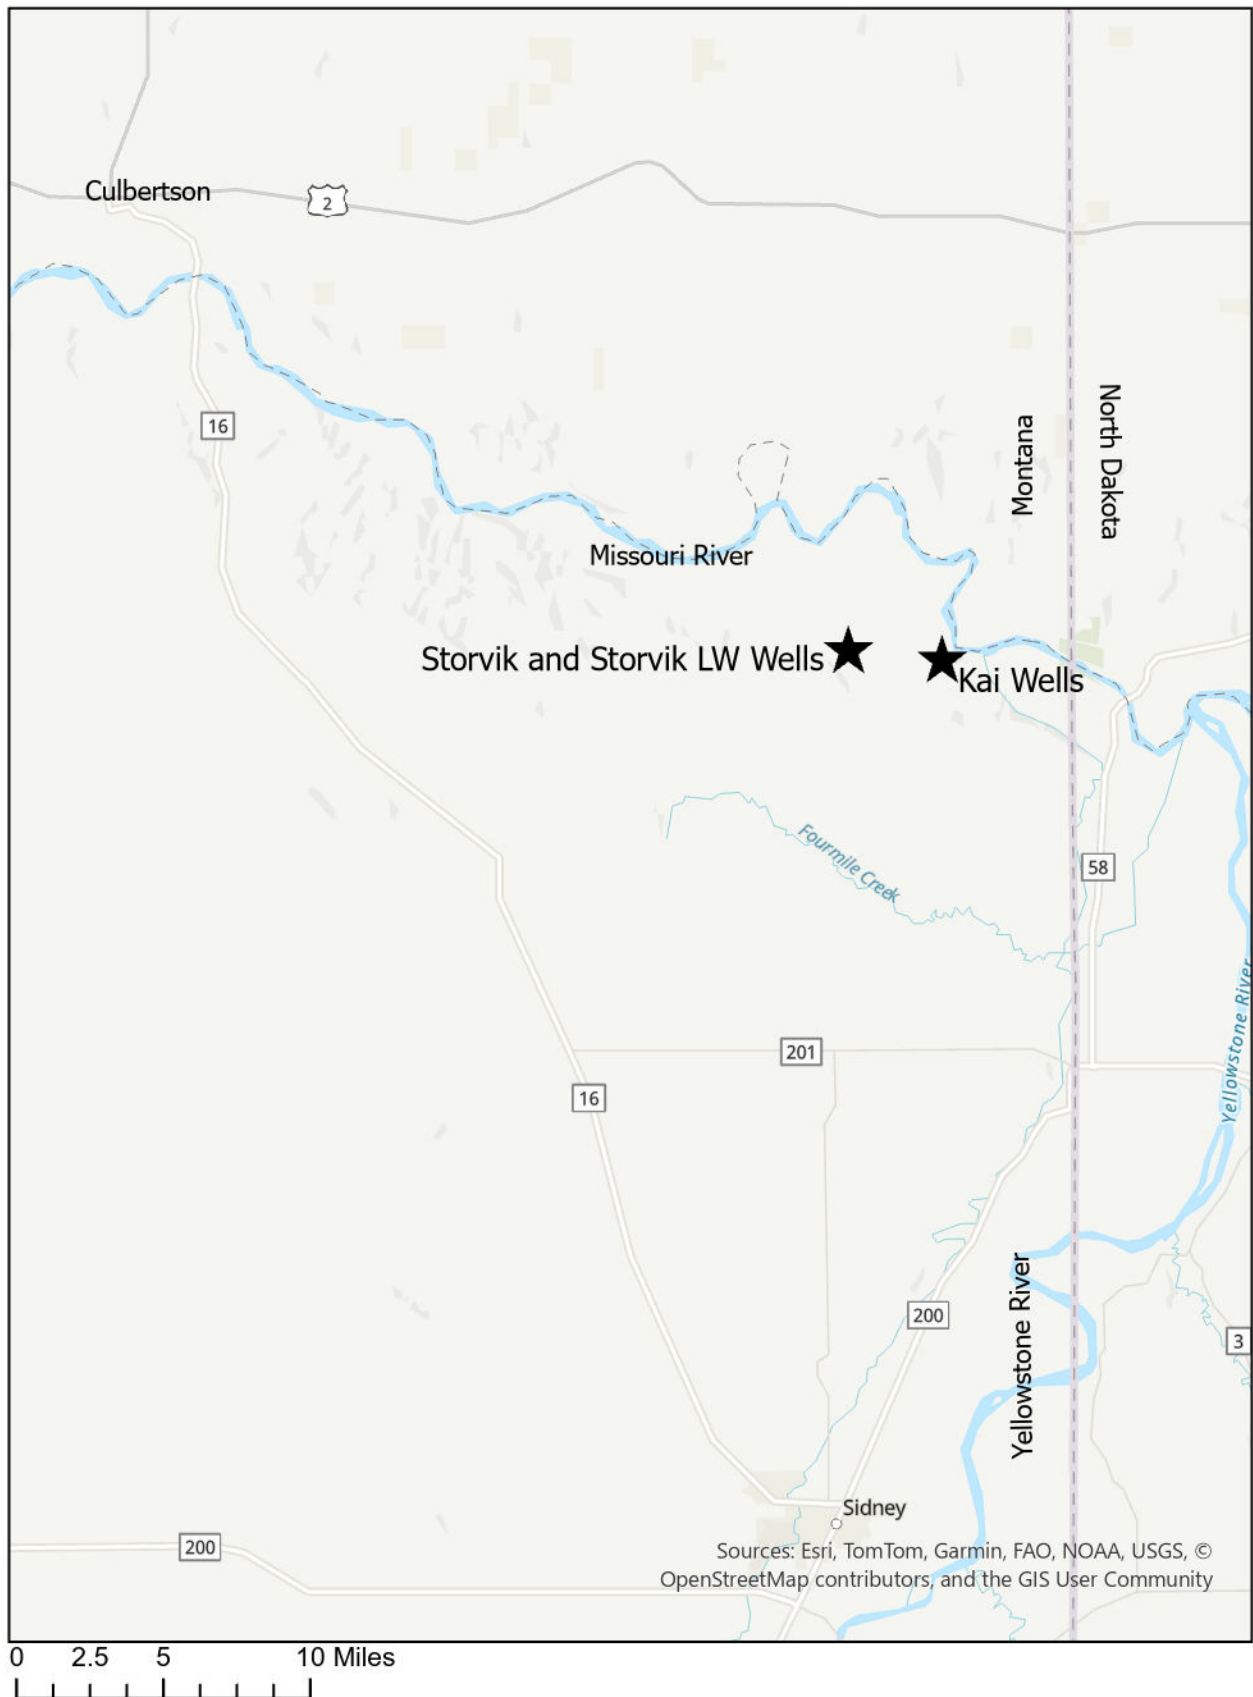 Culbertson
2
16
Montana
North Dakota
Missouri River
Storvik and Storvik LW Wells
Kai Wells
Fourmile Creek
58
Yellowstone River
201
16
Yellowstone River
200
3
Sidney
200
Sources: Esri, TomTom, Garmin, FAO, NOAA, USGS, ©
OpenStreetMap contributors, and the GIS User Community
0 2.5 5 10 Miles